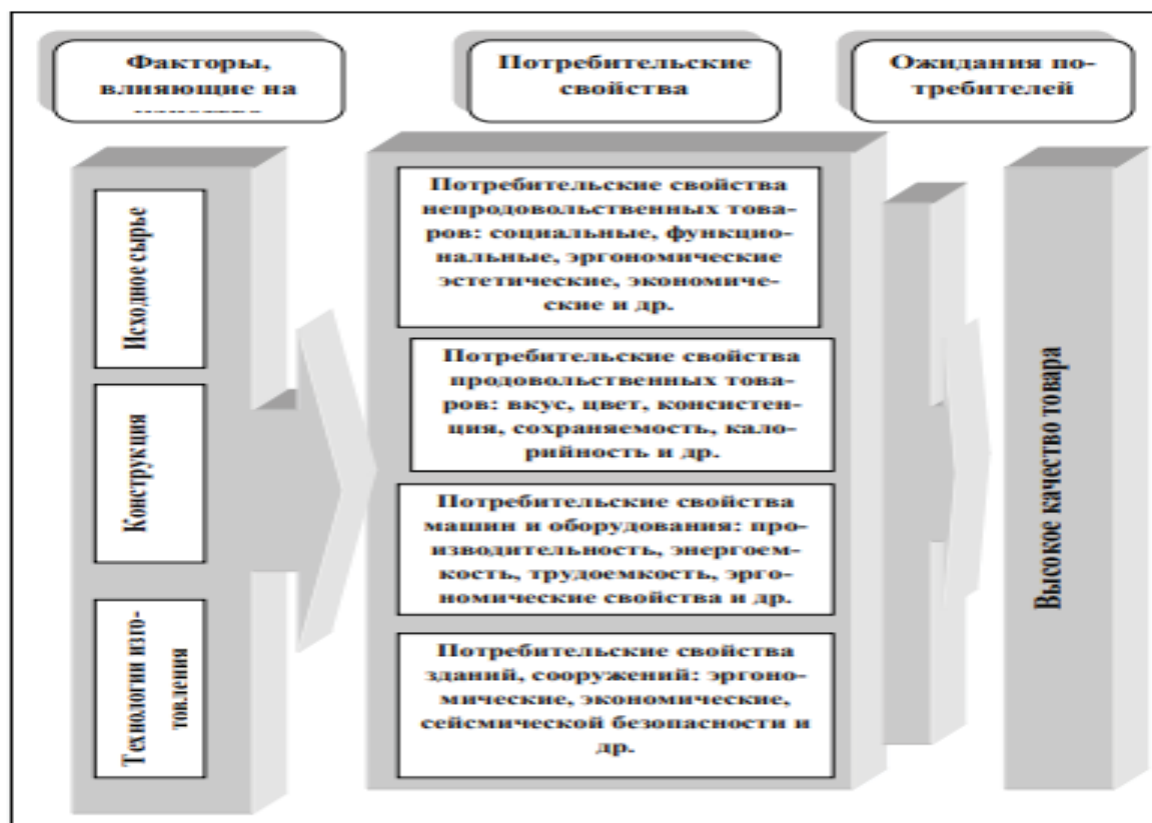 Факторы,
влияющие на
Потребительские
свойства
Ожидания по-
требителей
Исходное сырье
Конструкция
Технологии изго-
товления
Потребительские свойства
непродовольственных това-
ров: социальные, функцио-
нальные, эргономические
эстетические, экономиче-
ские и др.
Потребительские свойства
продовольственных това-
ров: вкус, цвет, консистен-
ция, сохраняемость, кало-
рийность и др.
Потребительские свойства
машин и оборудования: про-
изводительность, энергоем-
кость, трудоемкость, эрго-
номические свойства и др.
Потребительские свойства
зданий, сооружений: эргоно-
мические, экономические,
сейсмической безопасности и
др.
Высокое качество товара